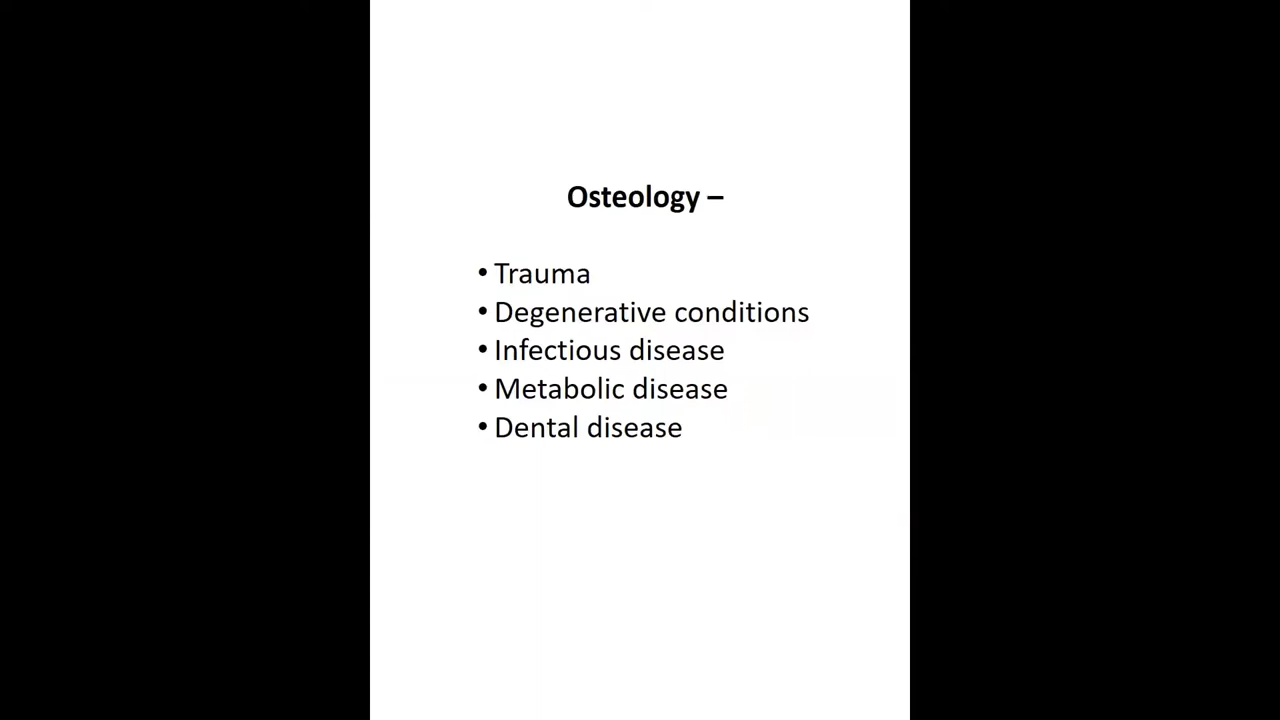 Osteology –
• Trauma
• Degenerative conditions
• Infectious disease
• Metabolic disease
• Dental disease